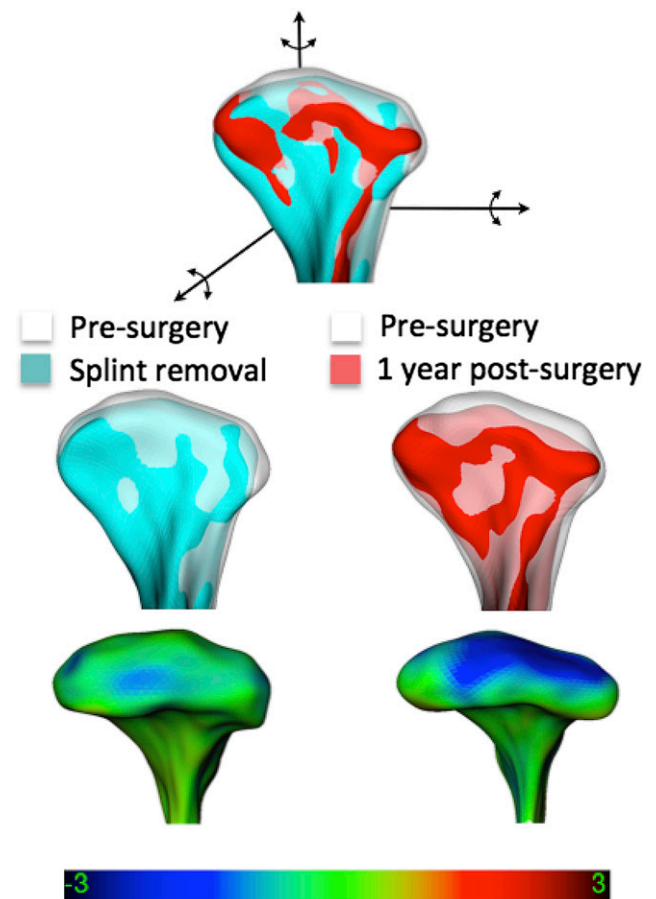 Pre-surgery
Splint removal
Pre-surgery
1 year post-surgery
-3 3